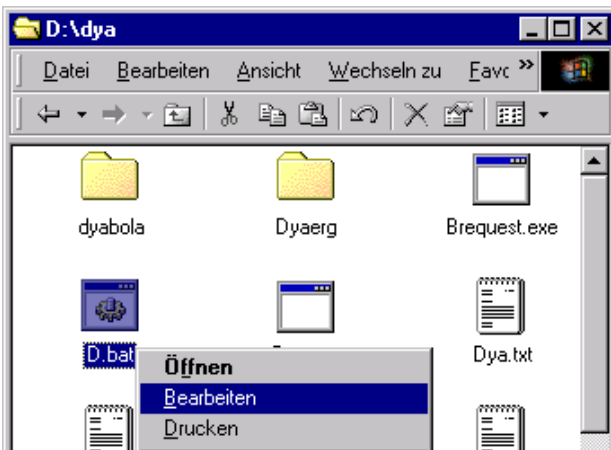 D:\dya
Datei Bearbeiten Ansicht Wechseln zu Favc »
dyabola Dyaerg Brequest.exe
D.bat Dya.txt
Öffnen
Bearbeiten
Drucken